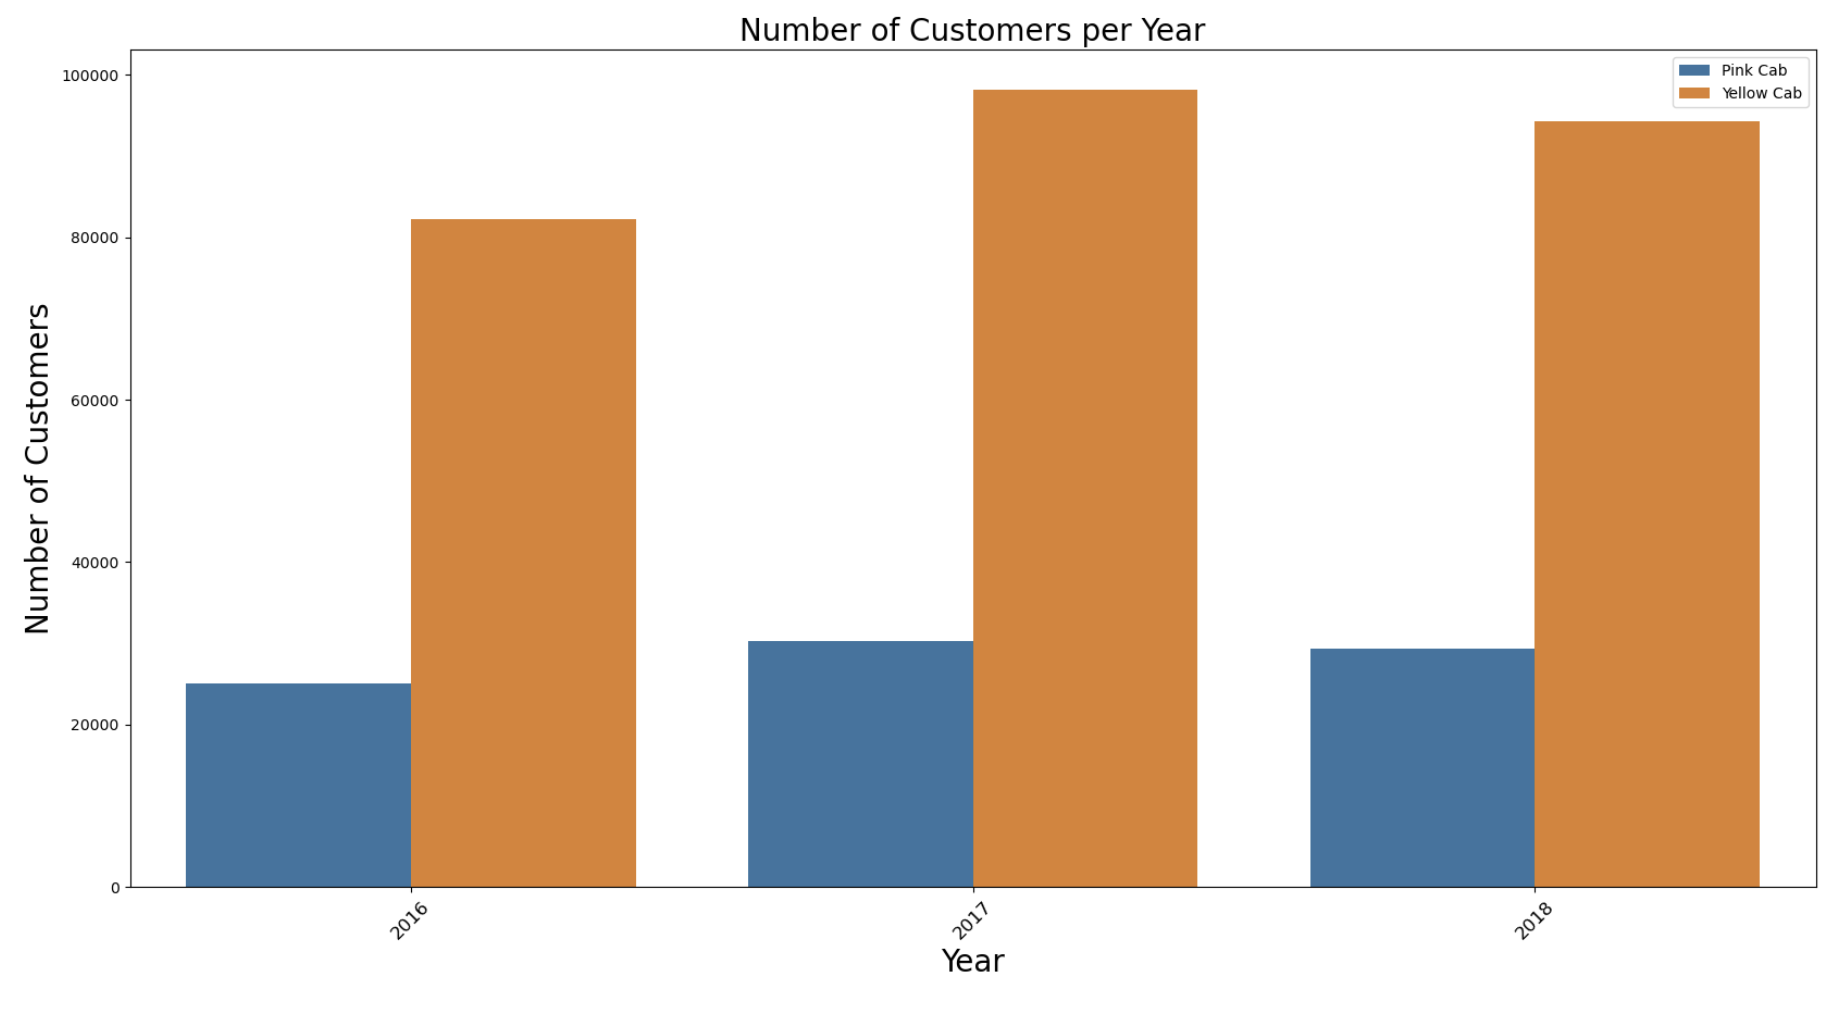 Number of Customers per Year
Pink Cab
Yellow Cab
Number of Customers
100000
80000
60000
40000
20000
0
2016
2017
2018
Year